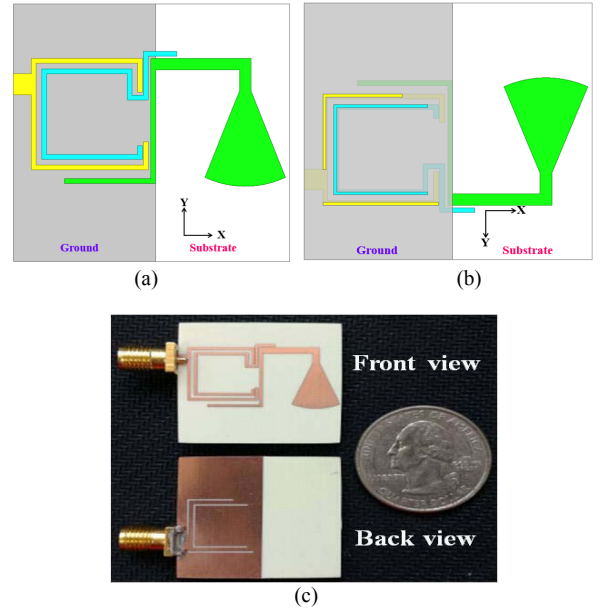 Y
X
Ground Substrate
(a)
X
Y
Ground Substrate
(b)
Front view
Back view
(c)